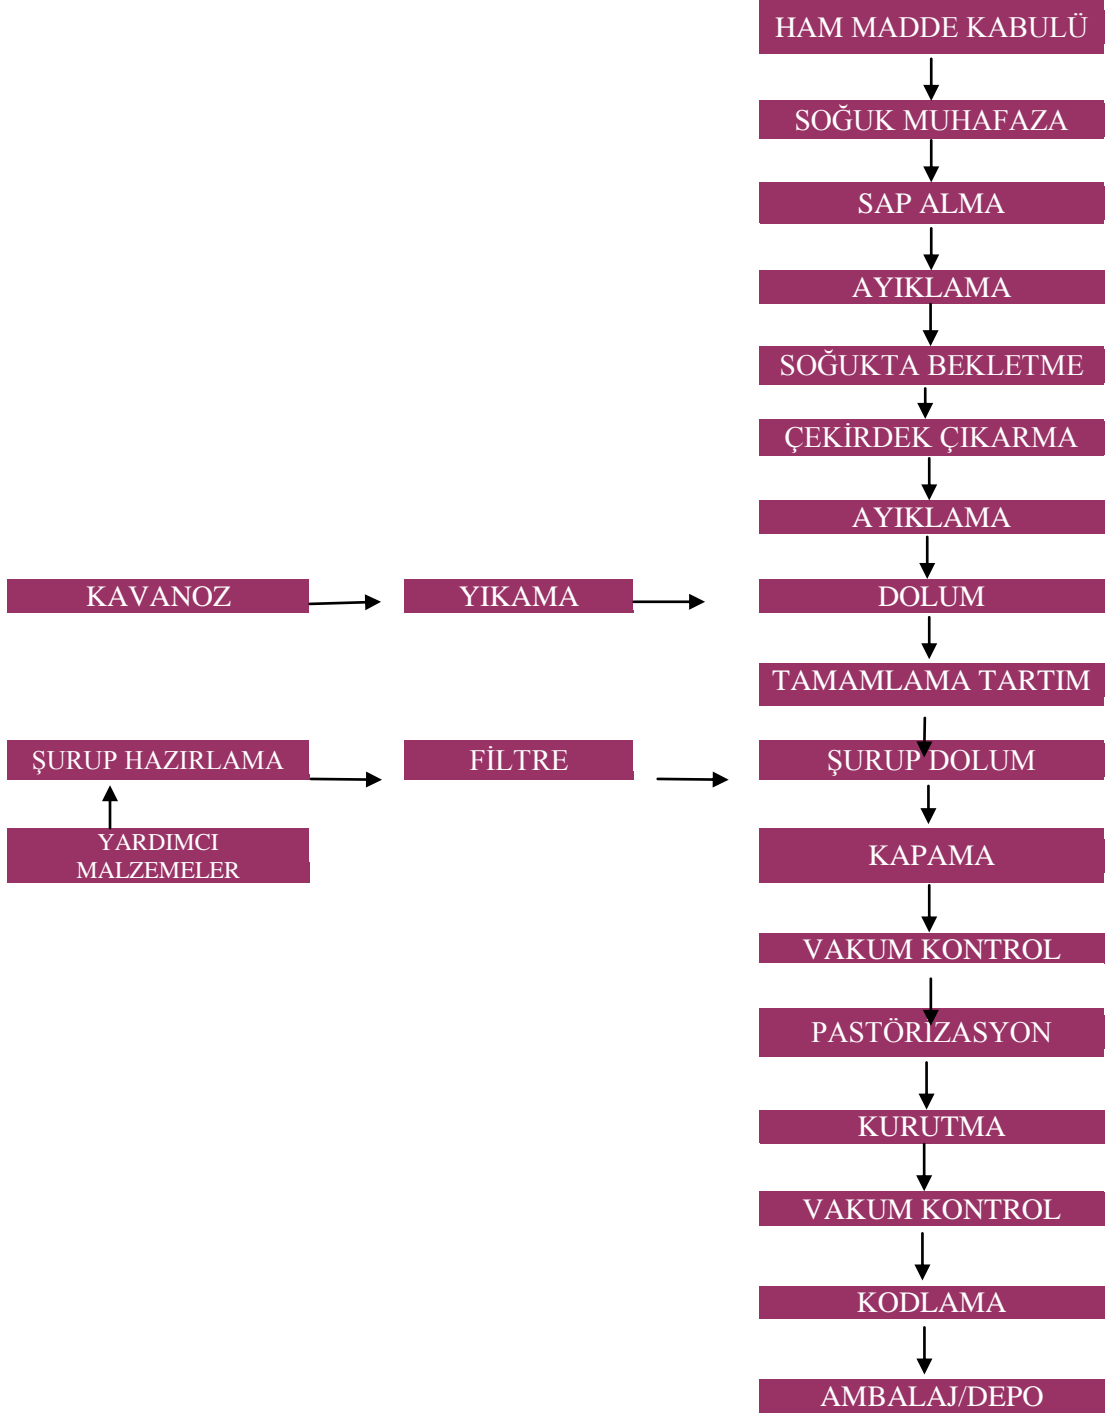 HAM MADDE KABULÜ
SOĞUK MUHAFAZA
SAP ALMA
AYIKLAMA
SOĞUKTA BEKLETME
ÇEKİRDEK ÇIKARMA
AYIKLAMA
KAVANOZ
YIKAMA
DOLUM
TAMAMLAMA TARTIM
ŞURUP HAZIRLAMA
FİLTRE
ŞURUP DOLUM
YARDIMCI
MALZEMELER
KAPAMA
VAKUM KONTROL
PASTÖRİZASYON
KURUTMA
VAKUM KONTROL
KODLAMA
AMBALAJ/DEPO